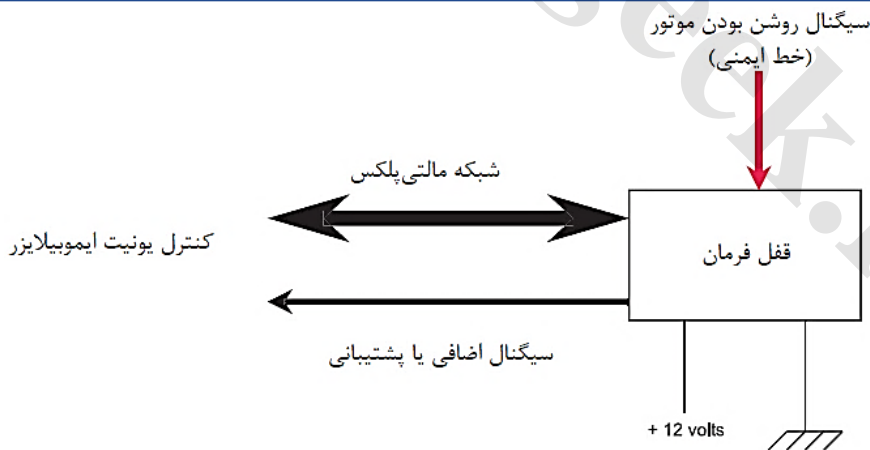 سیگنال روشن بودن موتور
(خط ایمنی)
شبکه مالتی‌پلکس
کنترل یونیت ایموبیلایزر
قفل فرمان
سیگنال اضافی یا پشتیبانی
+ 12 volts